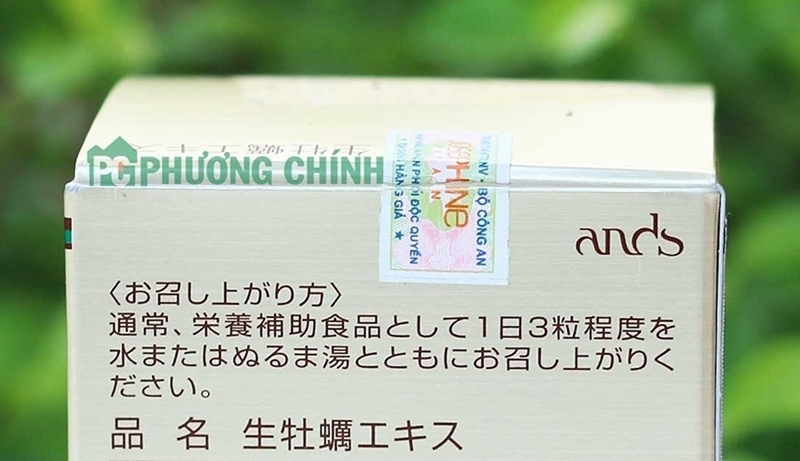 PHƯƠNG CHÍNH
BỘ CÔNG AN
ĐỘC QUYỀN
HÀNG GIẢ ★
ands
〈お召し上がり方〉
通常、栄養補助食品として1日3粒程度を
水またはぬるま湯とともにお召し上がりく
ださい。
品 名 生牡蠣エキス